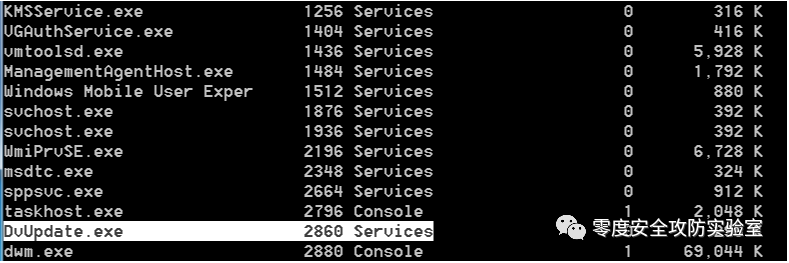 KMSService.exe 1256 Services 0 316 K
VGAuthService.exe 1404 Services 0 416 K
vmtoolsd.exe 1436 Services 0 5,928 K
ManagementAgentHost.exe 1484 Services 0 1,792 K
Windows Mobile User Exper 1512 Services 0 880 K
svchost.exe 1876 Services 0 392 K
svchost.exe 1936 Services 0 392 K
WmiPrvSE.exe 2196 Services 0 6,728 K
msdtc.exe 2348 Services 0 324 K
sppsvc.exe 2664 Services 0 912 K
taskhost.exe 2796 Console 1 2,048 K
DvUpdate.exe 2860 Services K
零度安全攻防实验室
dwm.exe 2880 Console 1 69,044 K